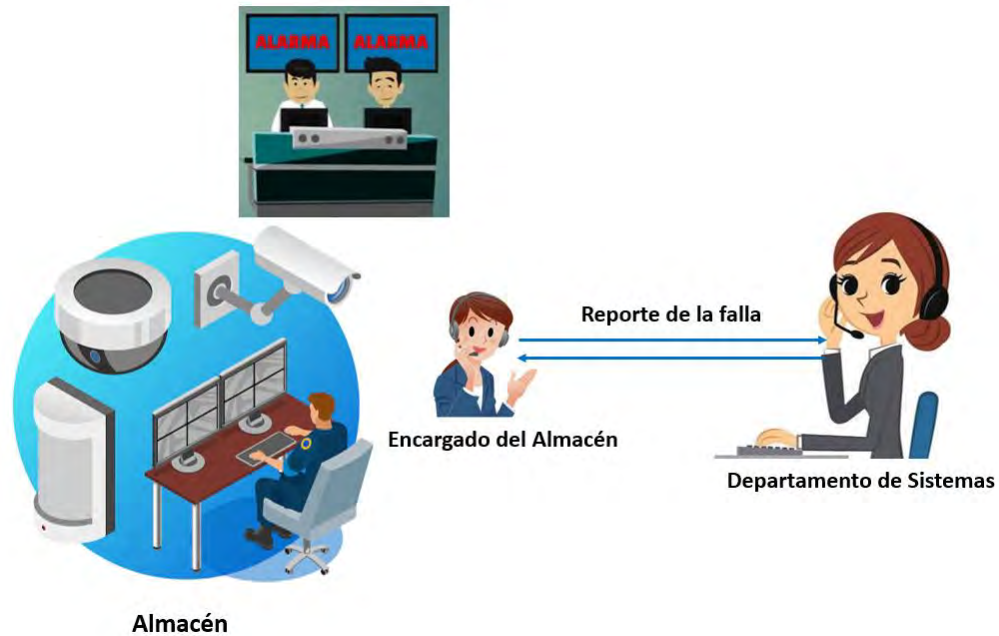 ALARMA ALARMA
Reporte de la falla
Encargado del Almacén
Departamento de Sistemas
Almacén